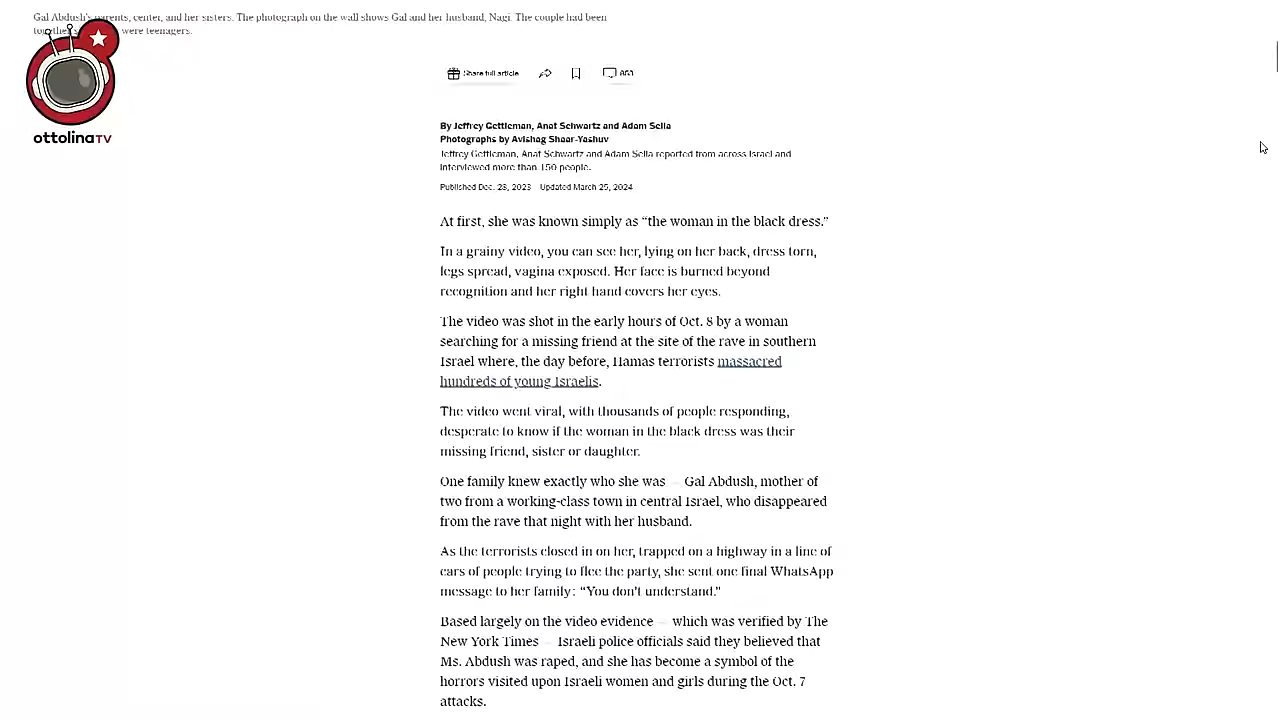 Gal Abdush's parents, center, and her sisters. The photograph on the wall shows Gal and her husband, Nagi. The couple had been
were teenagers.
ottolinaTV
Share full article
By Jeffrey Gettleman, Anat Schwartz and Adam Sella
Photographs by Avishag Shaar-Yashuv
Jeffrey Gettleman, Anat Schwartz and Adam Sella reported from across Israel and
interviewed more than 150 people.
Published Dec. 28, 2023 Updated March 25, 2024
At first, she was known simply as “the woman in the black dress.”
In a grainy video, you can see her, lying on her back, dress torn,
legs spread, vagina exposed. Her face is burned beyond
recognition and her right hand covers her eyes.
The video was shot in the early hours of Oct. 8 by a woman
searching for a missing friend at the site of the rave in southern
Israel where, the day before, Hamas terrorists massacred
hundreds of young Israelis.
The video went viral, with thousands of people responding,
desperate to know if the woman in the black dress was their
missing friend, sister or daughter.
One family knew exactly who she was — Gal Abdush, mother of
two from a working-class town in central Israel, who disappeared
from the rave that night with her husband.
As the terrorists closed in on her, trapped on a highway in a line of
cars of people trying to flee the party, she sent one final WhatsApp
message to her family: “You don't understand.”
Based largely on the video evidence — which was verified by The
New York Times — Israeli police officials said they believed that
Ms. Abdush was raped, and she has become a symbol of the
horrors visited upon Israeli women and girls during the Oct. 7
attacks.